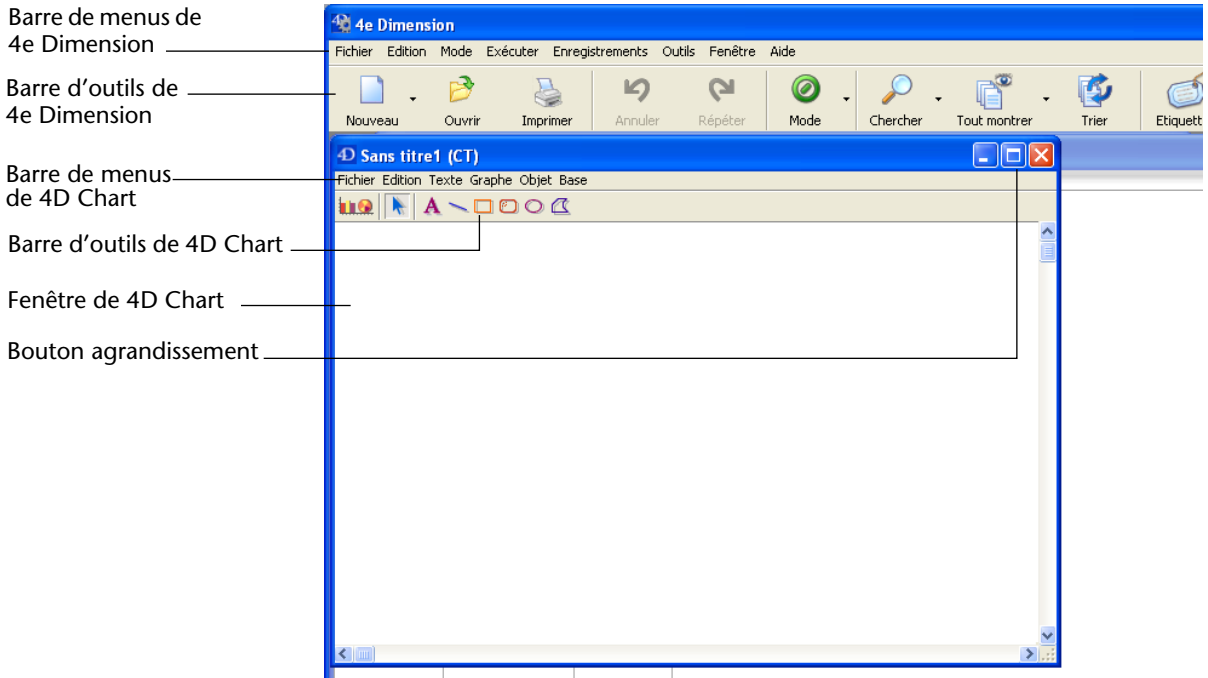 Barre de menus de
4e Dimension
Barre d'outils de
4e Dimension
Barre de menus
de 4D Chart
Barre d'outils de 4D Chart
Fenêtre de 4D Chart
Bouton agrandissement
4e Dimension
Fichier Edition Mode Exécuter Enregistrements Outils Fenêtre Aide
Nouveau Ouvrir Imprimer Annuler Répéter Mode Chercher Tout montrer Trier Etiquett
4D Sans titre1 (CT)
Fichier Edition Texte Graphe Objet Base
A